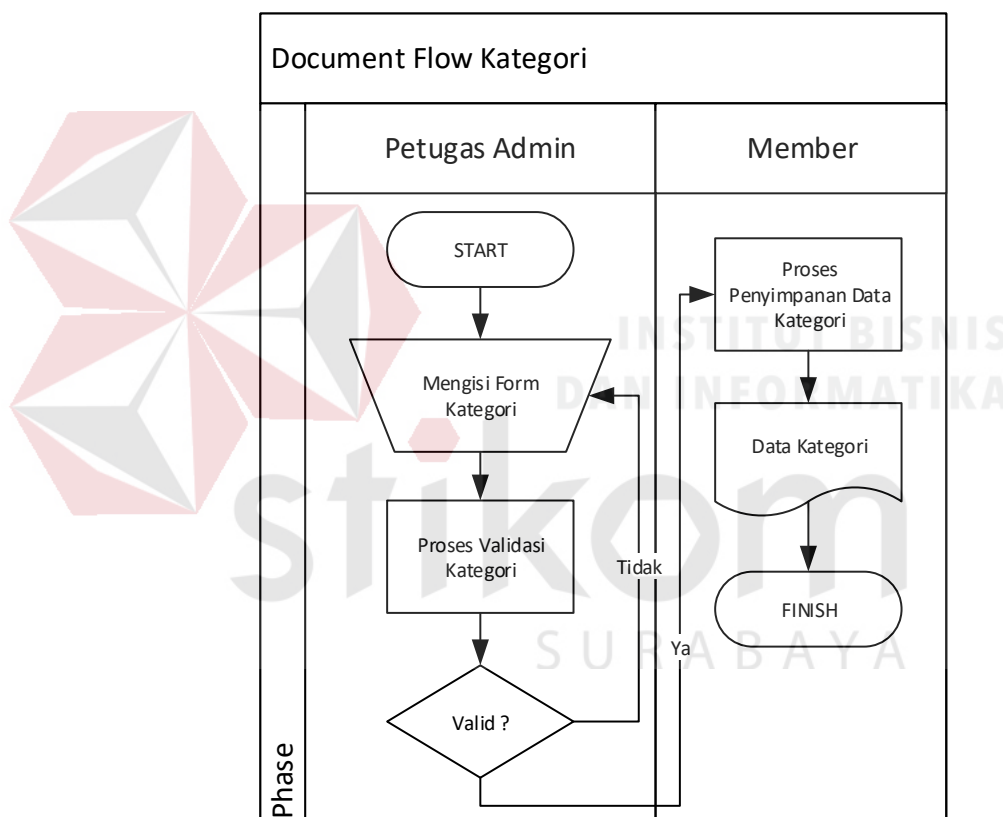 Document Flow Kategori
Petugas Admin
Member
Phase
START
Mengisi Form
Kategori
Proses Validasi
Kategori
Valid ?
Tidak
Ya
Proses
Penyimpanan Data
Kategori
Data Kategori
FINISH
INSTITUT BISNIS
DAN INFORMATIKA
stikom
SURABAYA